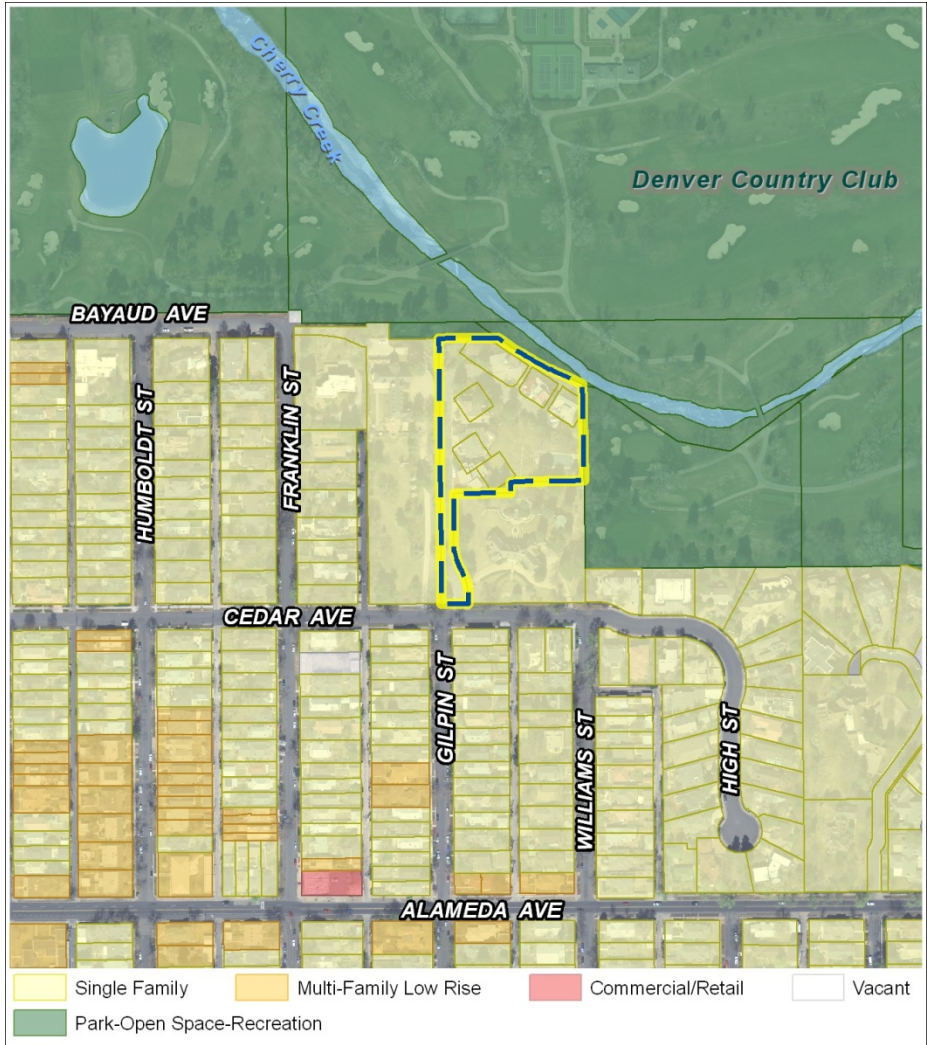 Cherry Creek
Denver Country Club
BAYAUD AVE
HUMBOLDT ST
FRANKLIN ST
CEDAR AVE
GILPIN ST
WILLIAMS ST
HIGH ST
ALAMEDA AVE
Single Family
Multi-Family Low Rise
Commercial/Retail
Vacant
Park-Open Space-Recreation